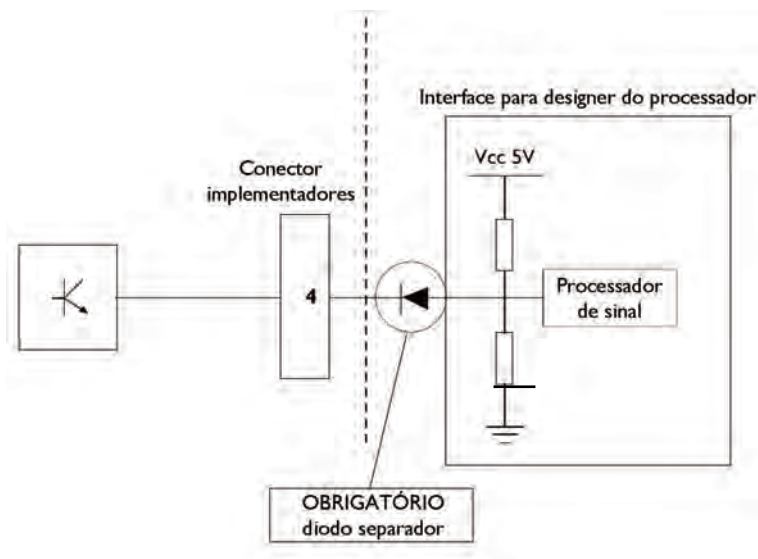 Interface para designer do processador
Vcc 5V
Conector
implementadores
4
Processador
de sinal
OBRIGATÓRIO
diodo separador